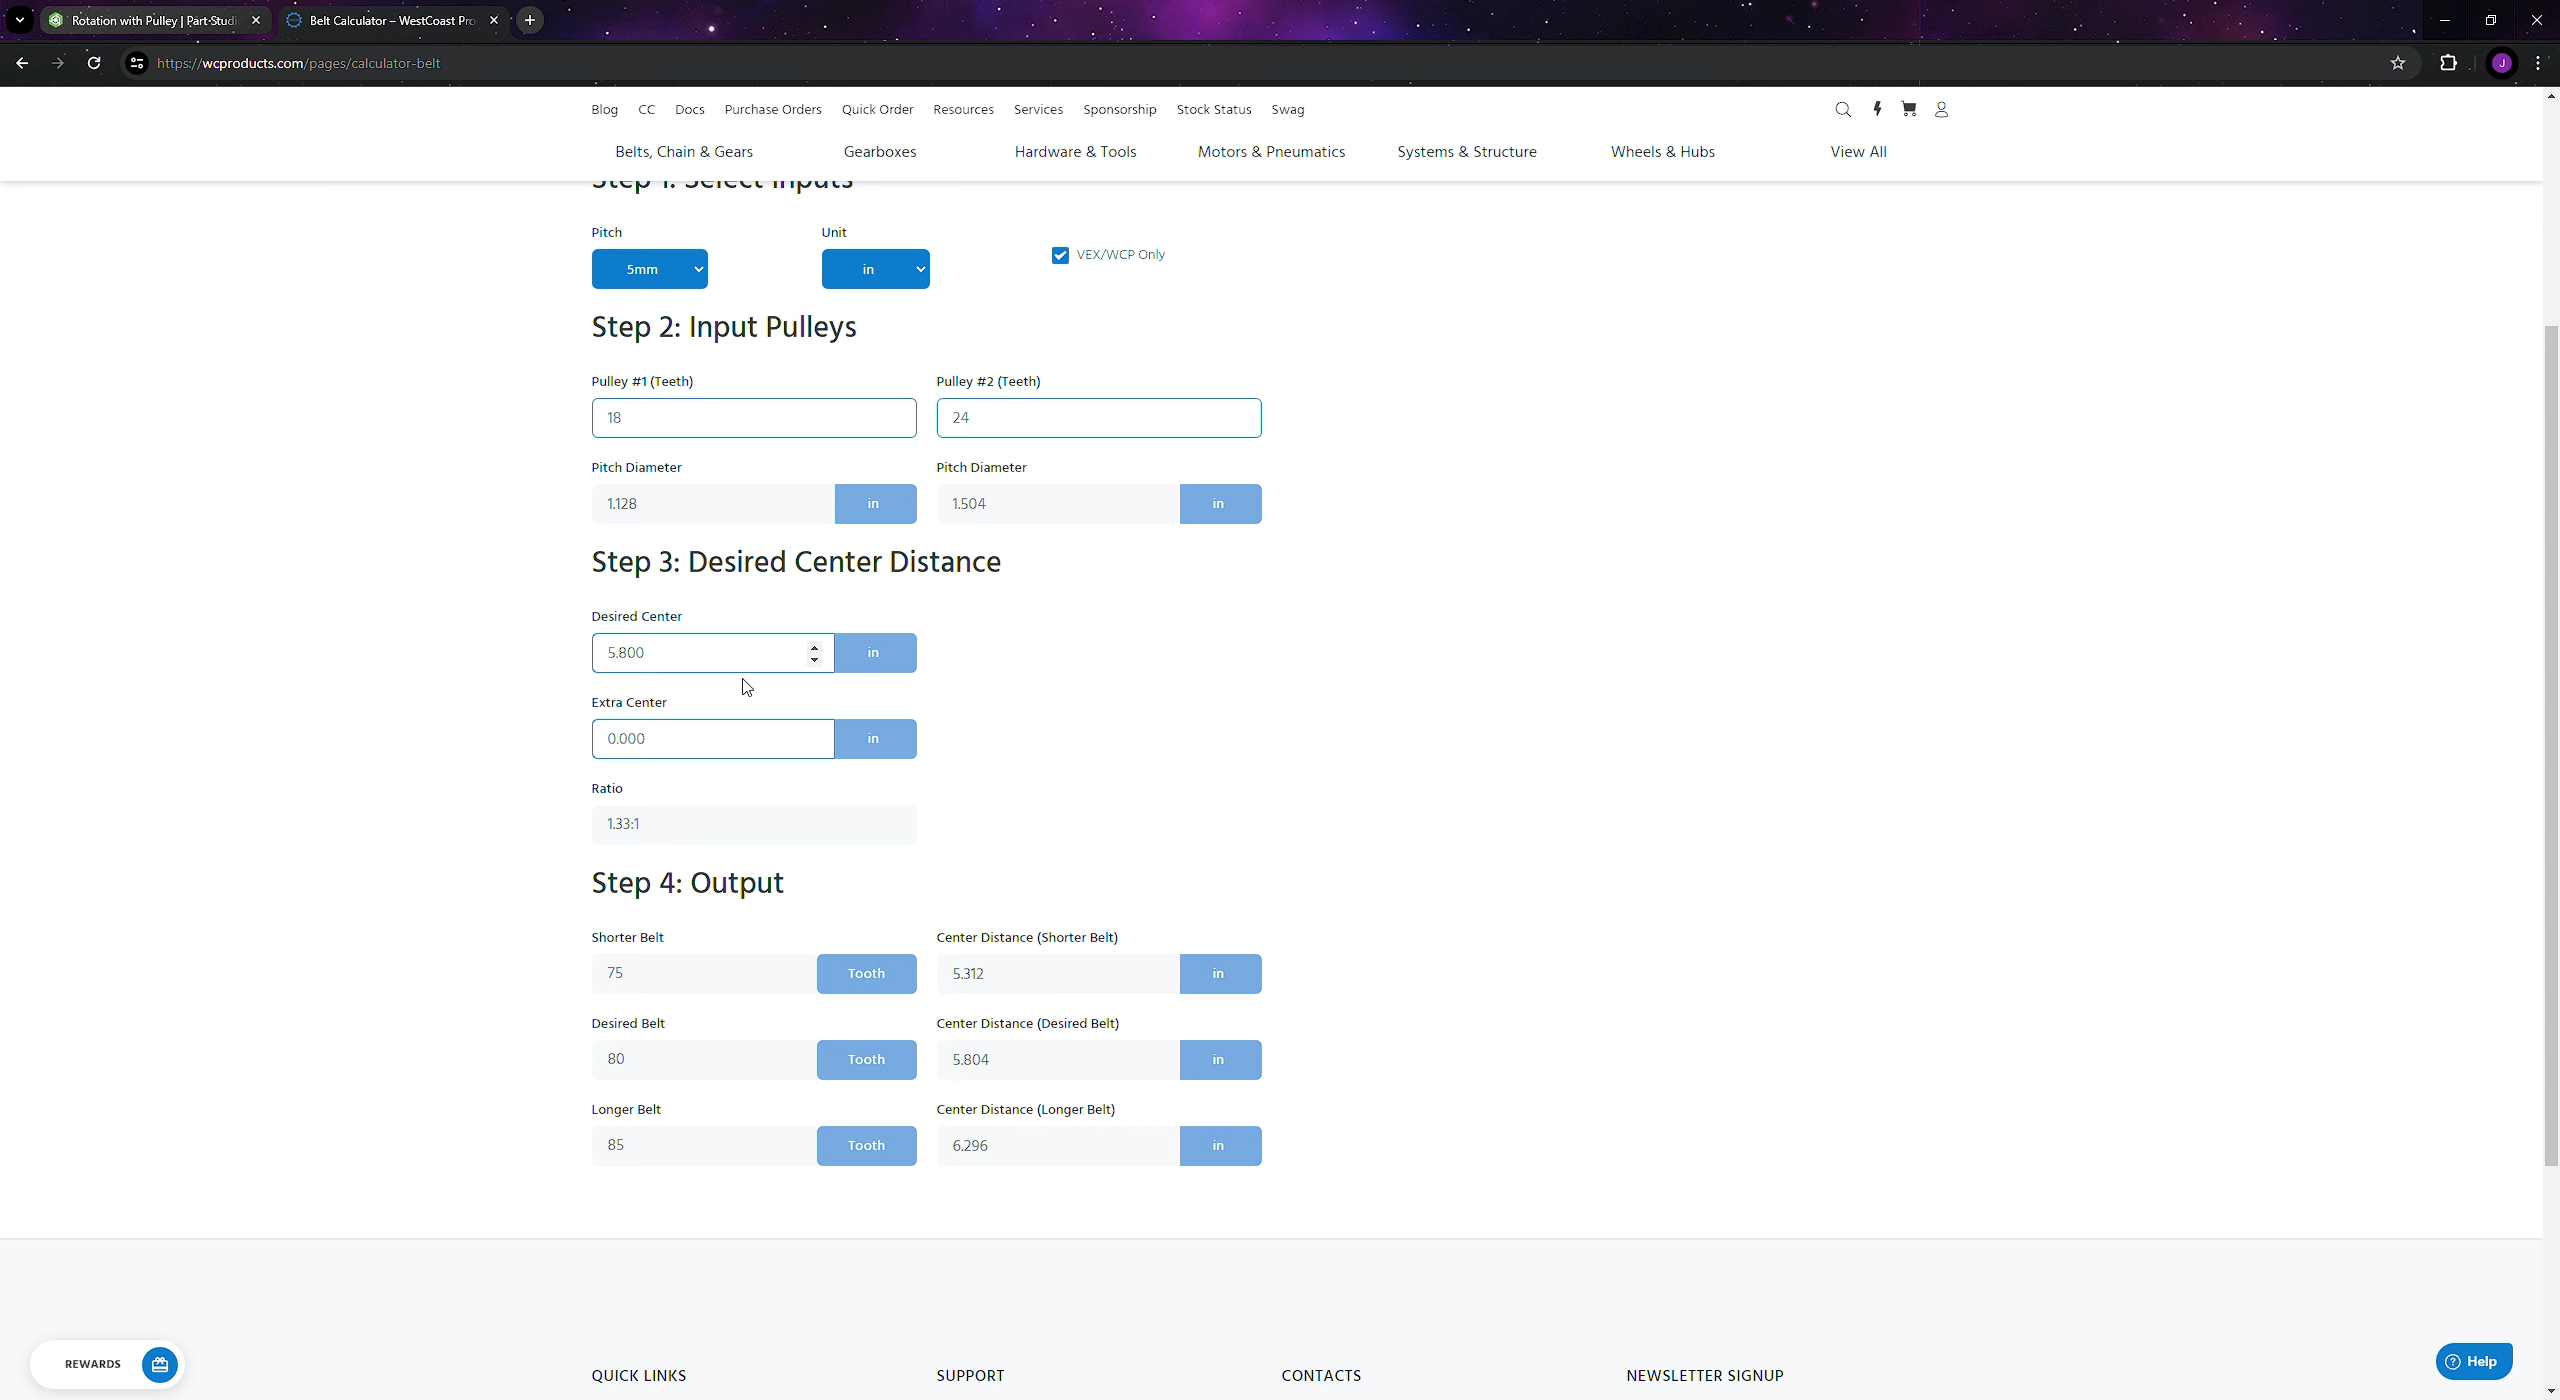 Rotation with Pulley | Part Studi
Belt Calculator – WestCoast Pro
https://wcproducts.com/pages/calculator-belt
J
Blog CC Docs Purchase Orders Quick Order Resources Services Sponsorship Stock Status Swag
Belts, Chain & Gears Gearboxes Hardware & Tools Motors & Pneumatics Systems & Structure Wheels & Hubs View All
Step 1: Select Inputs
Pitch Unit
5mm in VEX/WCP Only
Step 2: Input Pulleys
Pulley #1 (Teeth) Pulley #2 (Teeth)
18 24
Pitch Diameter Pitch Diameter
1.128 in 1.504 in
Step 3: Desired Center Distance
Desired Center
5.800 in
Extra Center
0.000 in
Ratio
1.33:1
Step 4: Output
Shorter Belt Center Distance (Shorter Belt)
75 Tooth 5.312 in
Desired Belt Center Distance (Desired Belt)
80 Tooth 5.804 in
Longer Belt Center Distance (Longer Belt)
85 Tooth 6.296 in
REWARDS
Help
QUICK LINKS SUPPORT CONTACTS NEWSLETTER SIGNUP